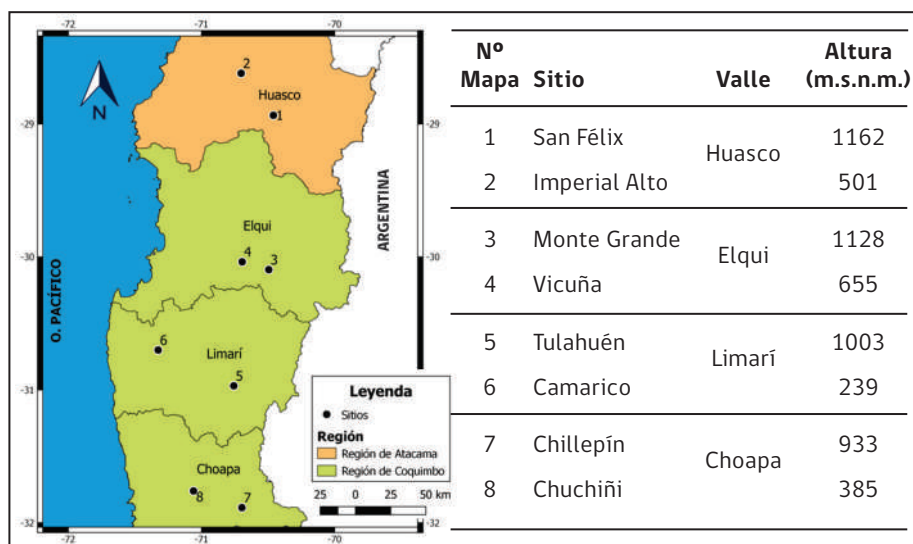 -72
-71
-70
2
Huasco
1
N
-29
-29
Elqui
4
3
-30
-30
ARGENTINA
O. PACÍFICO
6
Limarí
5
-31
-31
Leyenda
Sitios
Región
Región de Atacama
Región de Coquimbo
Choapa
8
7
25 0 25 50 km
-32
-32
-72
-71
-70
Nº Mapa Sitio Valle Altura (m.s.n.m.)
1 San Félix Huasco 1162
2 Imperial Alto 501
3 Monte Grande Elqui 1128
4 Vicuña 655
5 Tulahuén Limarí 1003
6 Camarico 239
7 Chillepín Choapa 933
8 Chuchiñi 385